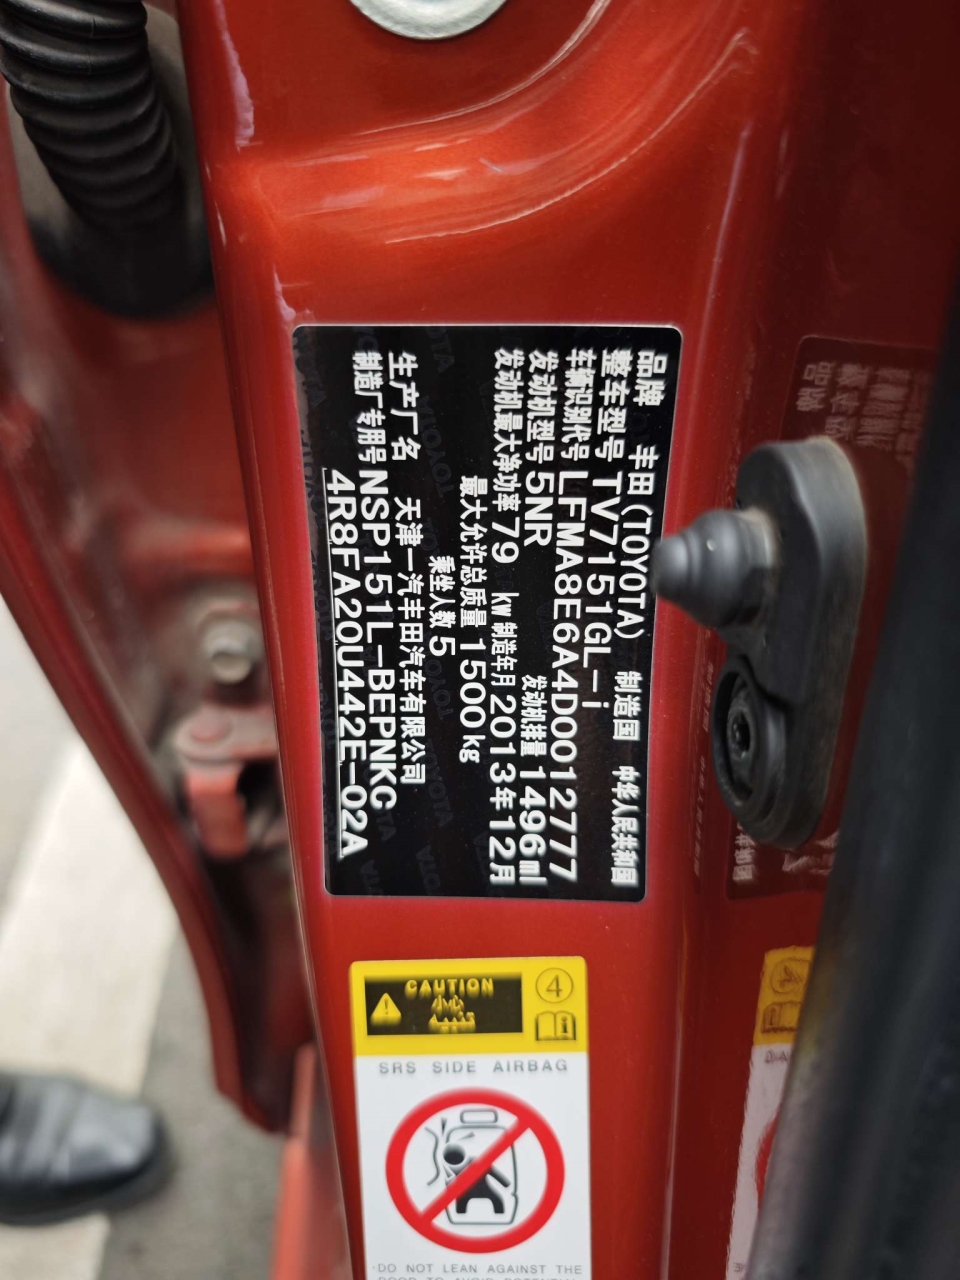 品牌 丰田(TOYOTA) 制造国 中华人民共和国
整车型号 TV7151GL-i
车辆识别代号 LFMA8E6A4D0012777
发动机型号 5NR 发动机排量 1496ml
发动机最大净功率 79 kW 制造年月 2013年12月
最大允许总质量 1500kg
乘坐人数 5
生产厂名 天津一汽丰田汽车有限公司
制造厂专用号 NSP151L-BEPNKC
4R8FA20U442E-02A
CAUTION
小心
4
SRS SIDE AIRBAG
·DO NOT LEAN AGAINST THE
DOOR TO AVOID POTENTIAL